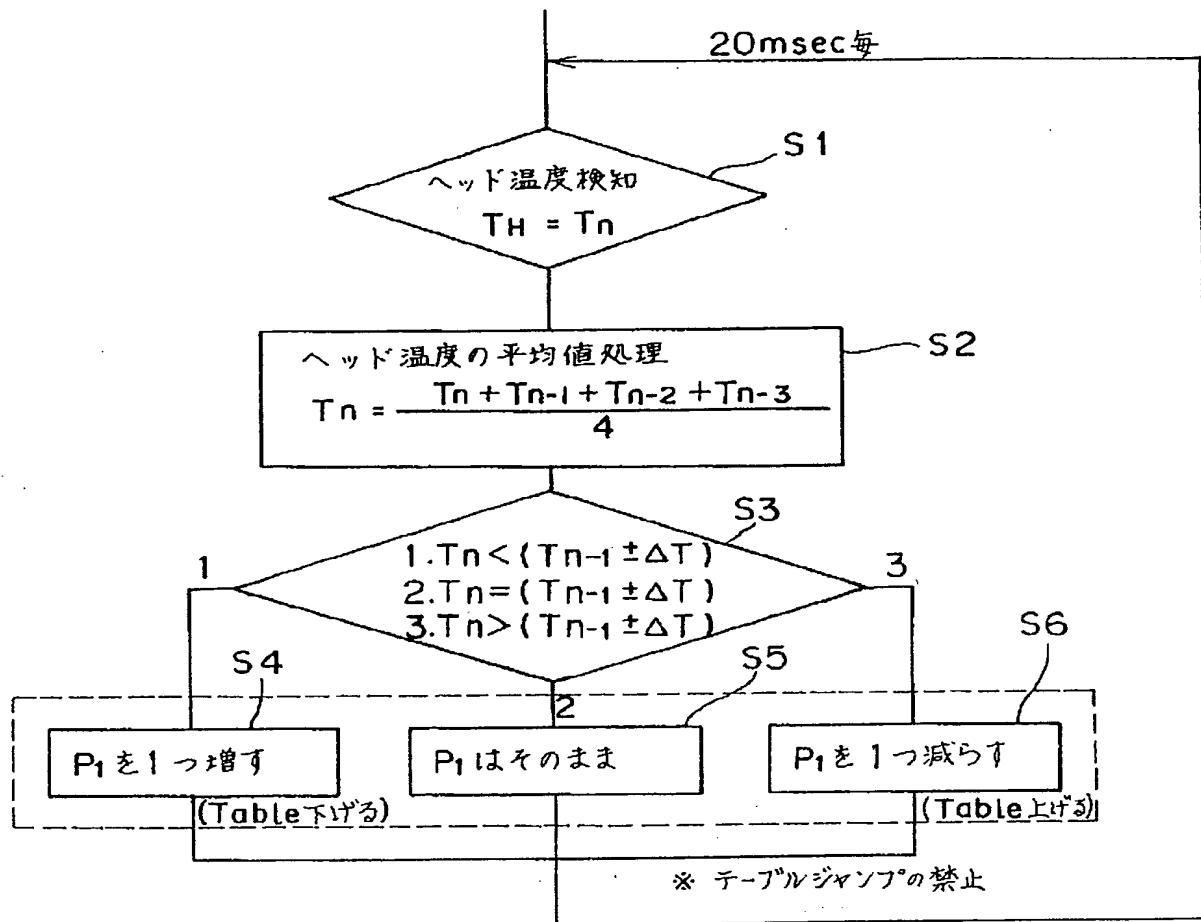 20msec毎
S1
ヘッド温度検知
TH = Tn
S2
ヘッド温度の平均値処理
Tn = (Tn + Tn-1 + Tn-2 + Tn-3) / 4
S3
1
1.Tn<(Tn-1 ± ΔT)
2.Tn=(Tn-1 ± ΔT)
3.Tn>(Tn-1 ± ΔT)
3
S4
S5
S6
2
P1を1つ増す
P1はそのまま
P1を1つ減らす
(Table下げる)
(Table上げる)
※ テーブルジャンプの禁止